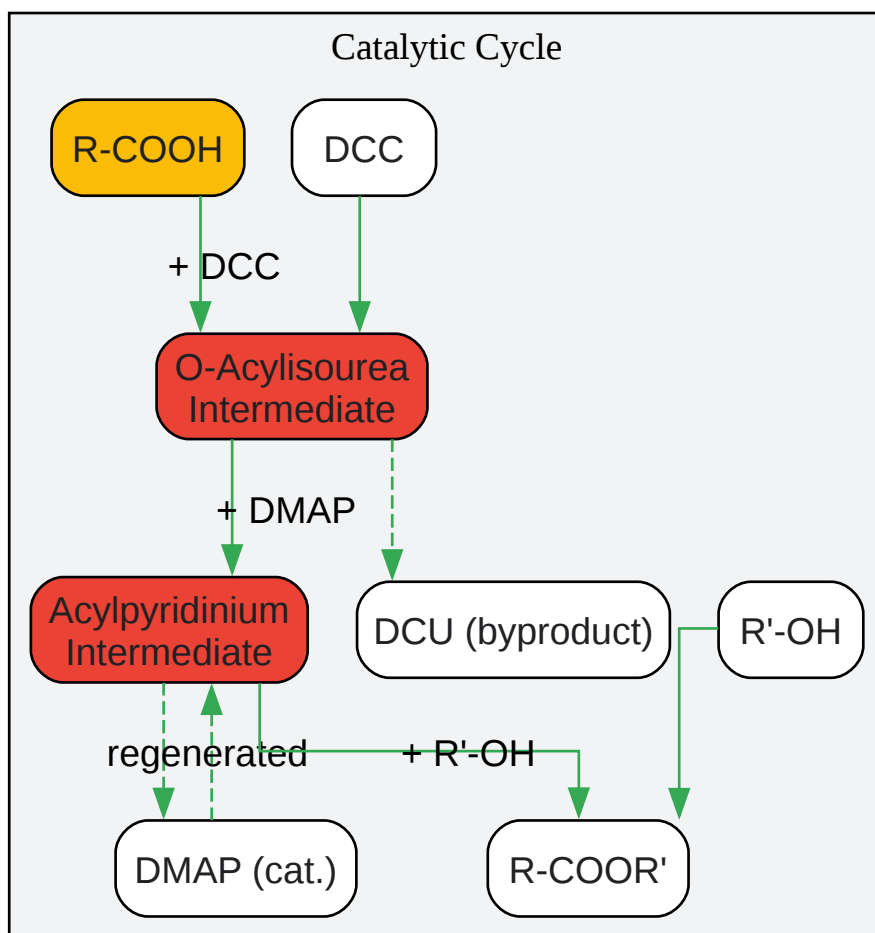 Catalytic Cycle
R-COOH
DCC
+ DCC
O-Acylisourea
Intermediate
+ DMAP
Acylpyridinium
Intermediate
DCU (byproduct)
R'-OH
regenerated
+ R'-OH
DMAP (cat.)
R-COOR'